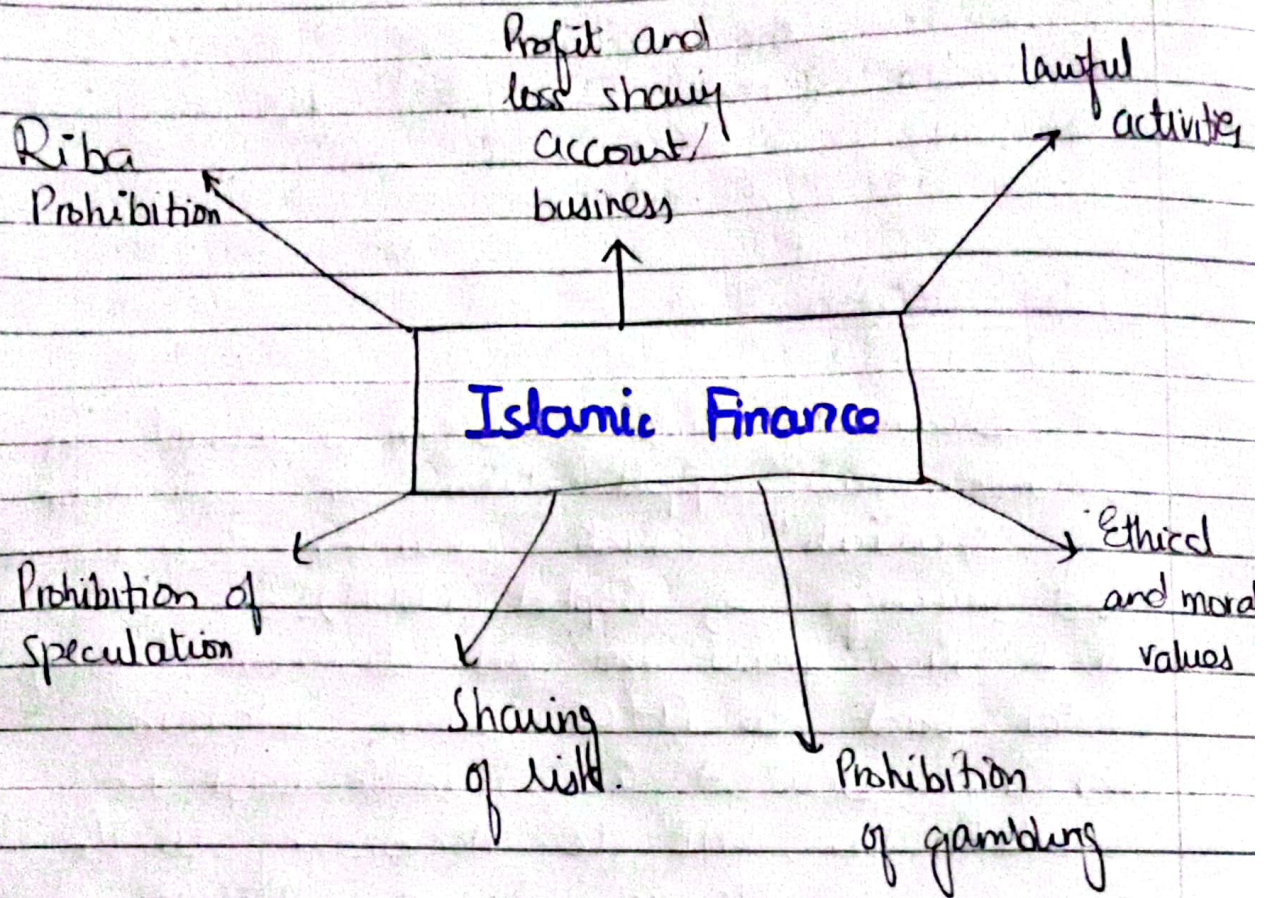 Profit and
loss sharing
account/
business
lawful
activities
Riba
Prohibition
Islamic Finance
Ethical
and moral
values
Prohibition of
speculation
Sharing
of risk.
Prohibition
of gambling